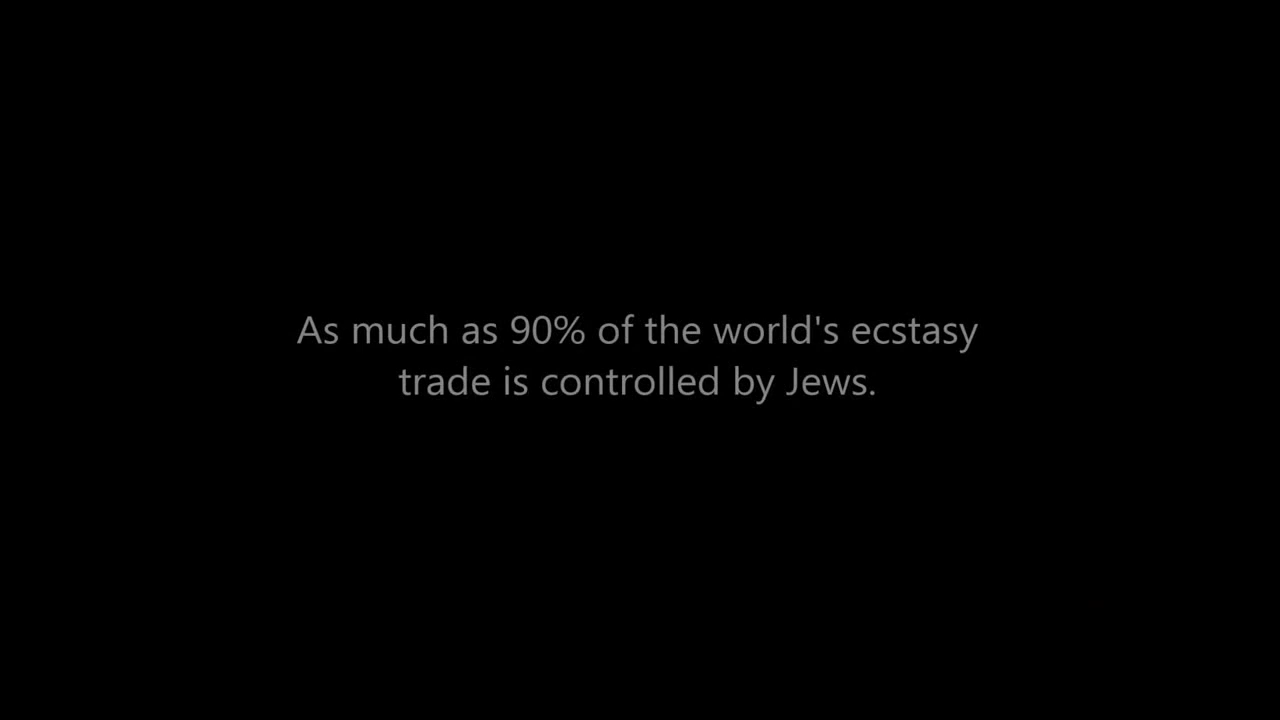 As much as 90% of the world's ecstasy
trade is controlled by Jews.